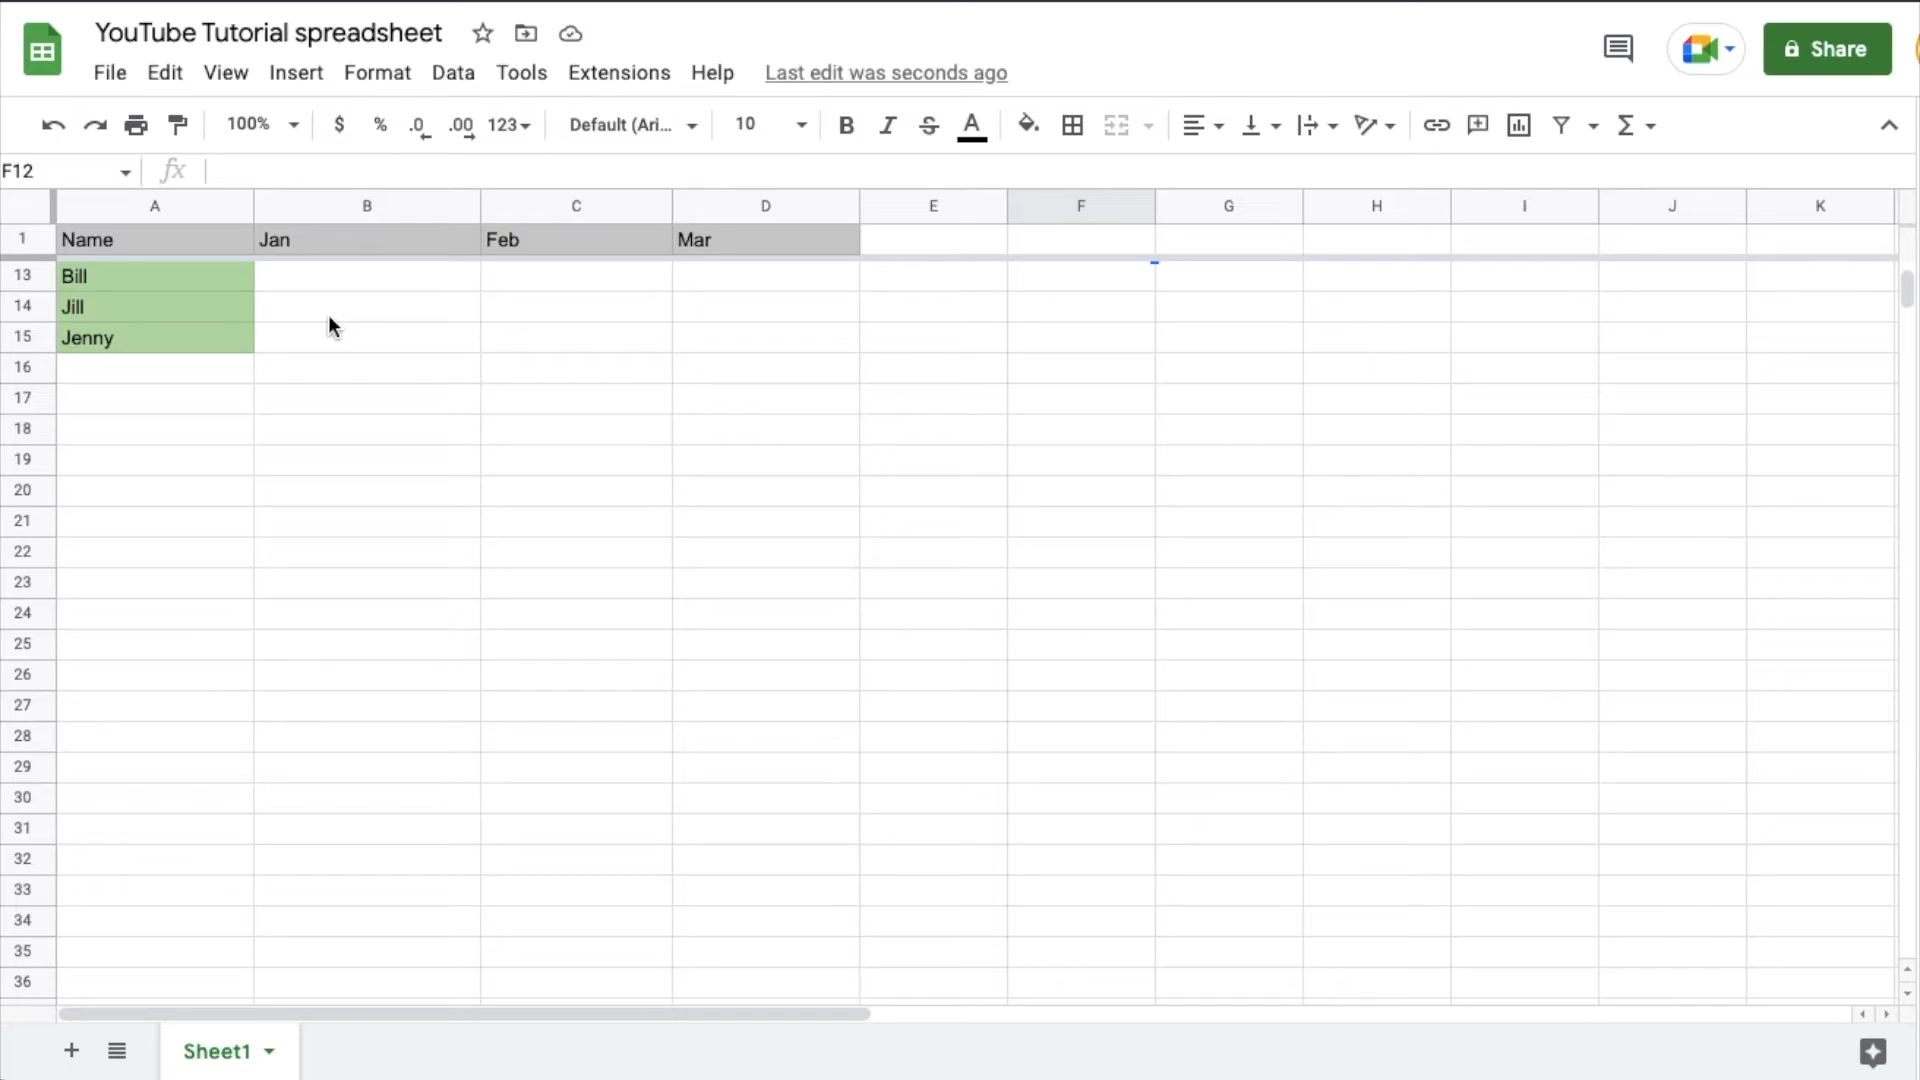 YouTube Tutorial spreadsheet
Share
File Edit View Insert Format Data Tools Extensions Help Last edit was seconds ago
100% $ % .0 .00 123 Default (Ari... 10 B I S A Σ
F12 fx
A B C D E F G H I J K
1 Name Jan Feb Mar
13 Bill
14 Jill
15 Jenny
16
17
18
19
20
21
22
23
24
25
26
27
28
29
30
31
32
33
34
35
36
Sheet1